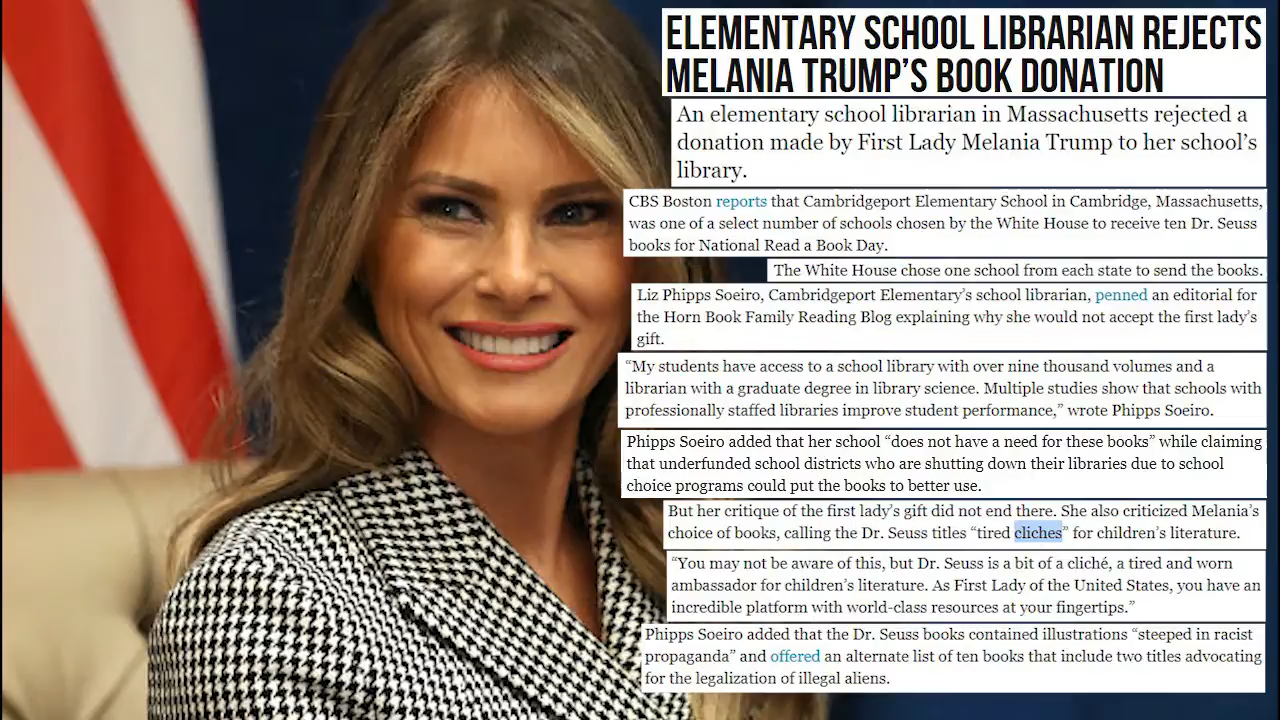 ELEMENTARY SCHOOL LIBRARIAN REJECTS
MELANIA TRUMP’S BOOK DONATION
An elementary school librarian in Massachusetts rejected a
donation made by First Lady Melania Trump to her school’s
library.
CBS Boston reports that Cambridgeport Elementary School in Cambridge, Massachusetts,
was one of a select number of schools chosen by the White House to receive ten Dr. Seuss
books for National Read a Book Day.
The White House chose one school from each state to send the books.
Liz Phipps Soeiro, Cambridgeport Elementary’s school librarian, penned an editorial for
the Horn Book Family Reading Blog explaining why she would not accept the first lady’s
gift.
“My students have access to a school library with over nine thousand volumes and a
librarian with a graduate degree in library science. Multiple studies show that schools with
professionally staffed libraries improve student performance,” wrote Phipps Soeiro.
Phipps Soeiro added that her school “does not have a need for these books” while claiming
that underfunded school districts who are shutting down their libraries due to school
choice programs could put the books to better use.
But her critique of the first lady’s gift did not end there. She also criticized Melania’s
choice of books, calling the Dr. Seuss titles “tired cliches” for children’s literature.
“You may not be aware of this, but Dr. Seuss is a bit of a cliché, a tired and worn
ambassador for children’s literature. As First Lady of the United States, you have an
incredible platform with world-class resources at your fingertips.”
Phipps Soeiro added that the Dr. Seuss books contained illustrations “steeped in racist
propaganda” and offered an alternate list of ten books that include two titles advocating
for the legalization of illegal aliens.